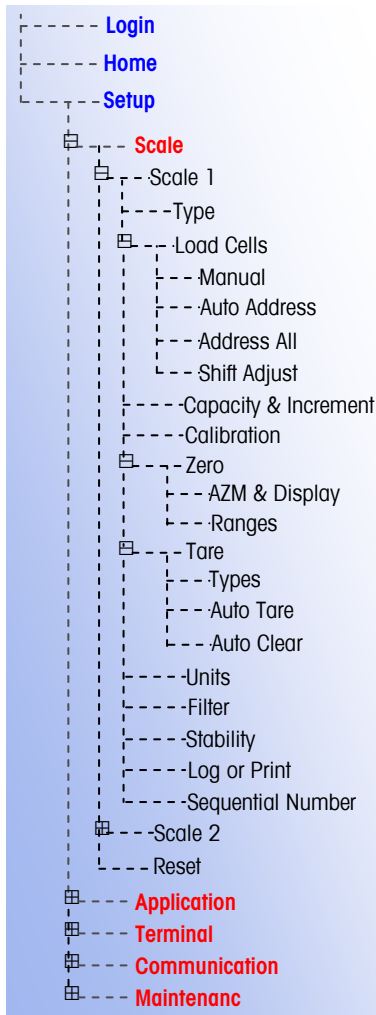 Login
Home
Setup
Scale
Scale 1
Type
Load Cells
Manual
Auto Address
Address All
Shift Adjust
Capacity & Increment
Calibration
Zero
AZM & Display
Ranges
Tare
Types
Auto Tare
Auto Clear
Units
Filter
Stability
Log or Print
Sequential Number
Scale 2
Reset
Application
Terminal
Communication
Maintenanc